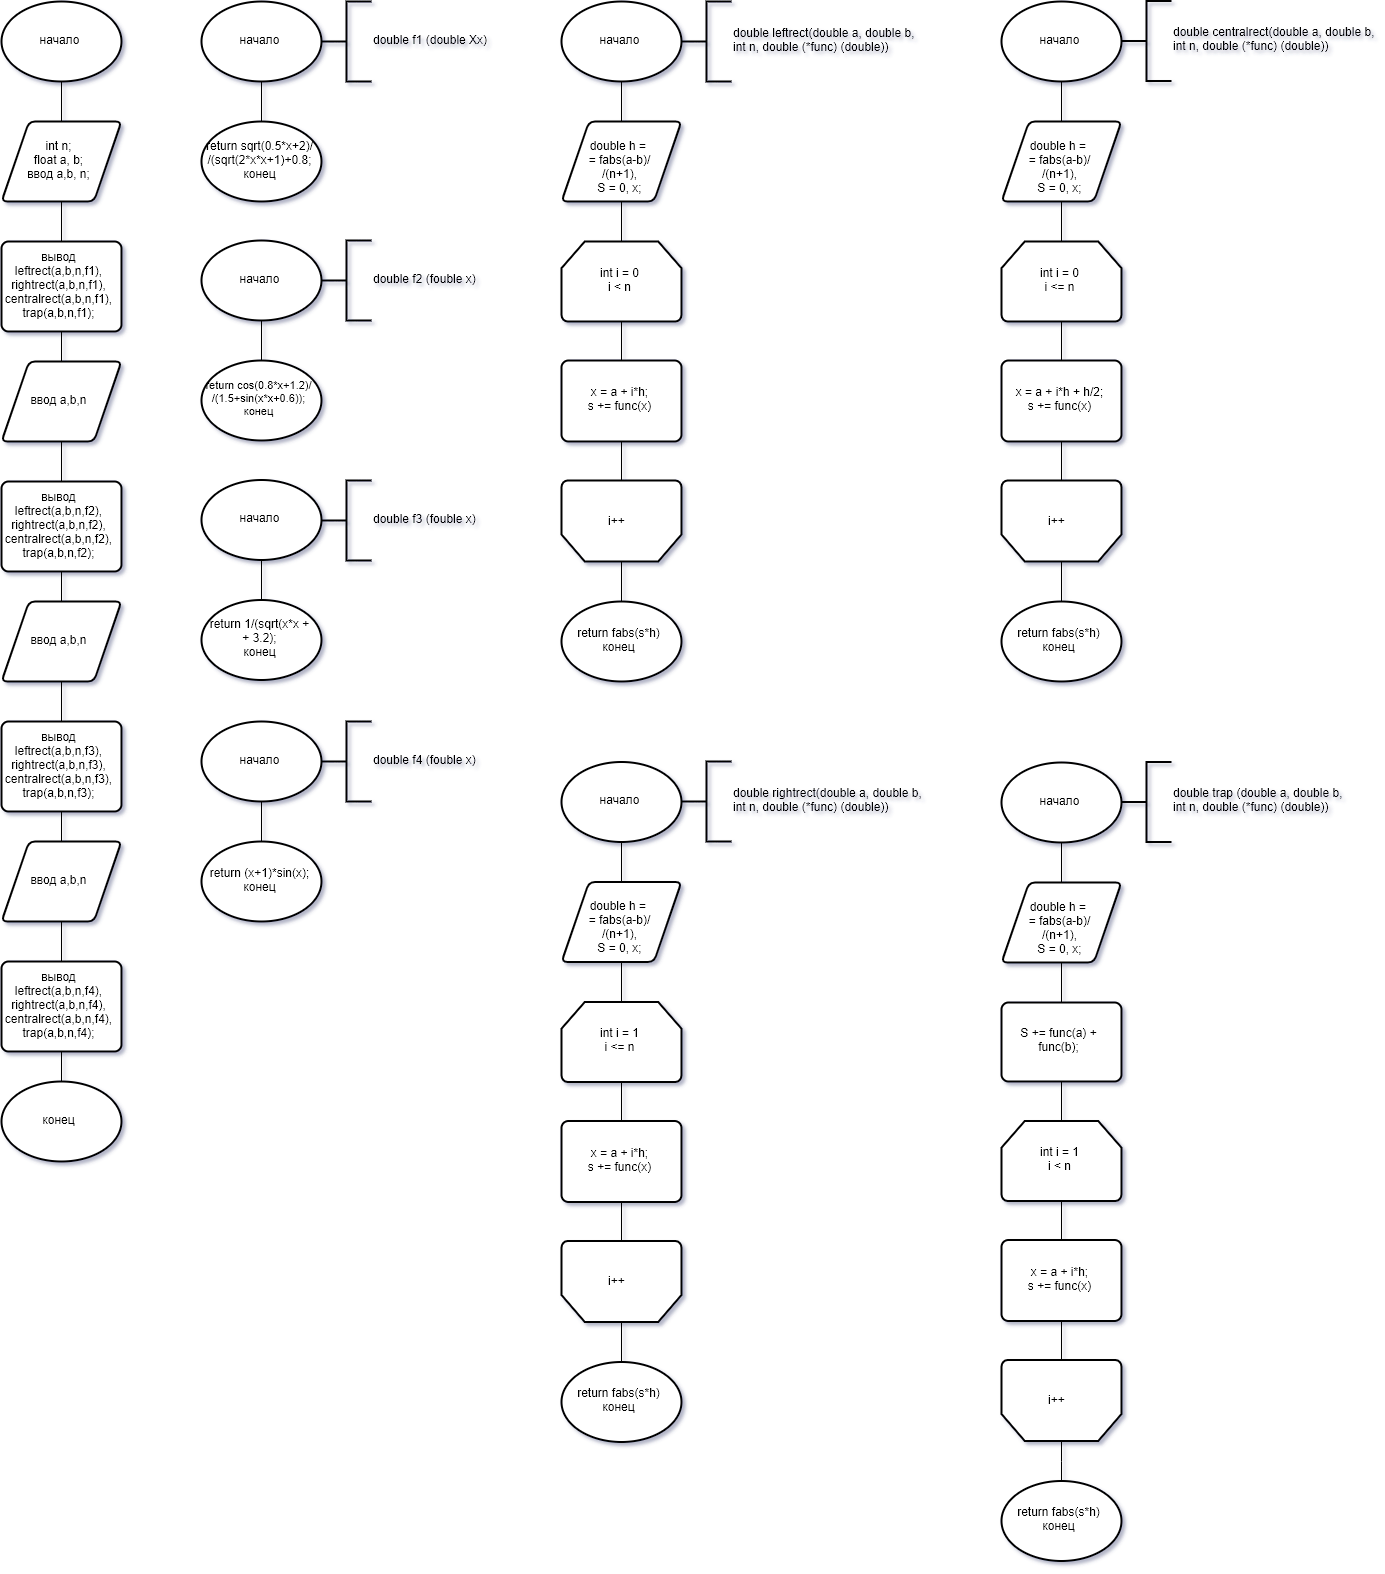 начало
int n;
float a, b;
ввод a,b, n;
вывод
leftrect(a,b,n,f1),
rightrect(a,b,n,f1),
centralrect(a,b,n,f1),
trap(a,b,n,f1);
ввод a,b,n
вывод
leftrect(a,b,n,f2),
rightrect(a,b,n,f2),
centralrect(a,b,n,f2),
trap(a,b,n,f2);
ввод a,b,n
вывод
leftrect(a,b,n,f3),
rightrect(a,b,n,f3),
centralrect(a,b,n,f3),
trap(a,b,n,f3);
ввод a,b,n
вывод
leftrect(a,b,n,f4),
rightrect(a,b,n,f4),
centralrect(a,b,n,f4),
trap(a,b,n,f4);
конец
начало
double f1 (double Xx)
return sqrt(0.5*x+2)/
/(sqrt(2*x*x+1)+0.8;
конец
начало
double f2 (fouble x)
return cos(0.8*x+1.2)/
/(1.5+sin(x*x+0.6));
конец
начало
double f3 (fouble x)
return 1/(sqrt(x*x +
+ 3.2);
конец
начало
double f4 (fouble x)
return (x+1)*sin(x);
конец
начало
double leftrect(double a, double b,
int n, double (*func) (double))
double h =
= fabs(a-b)/
/(n+1),
S = 0, x;
int i = 0
i < n
x = a + i*h;
s += func(x)
i++
return fabs(s*h)
конец
начало
double rightrect(double a, double b,
int n, double (*func) (double))
double h =
= fabs(a-b)/
/(n+1),
S = 0, x;
int i = 1
i <= n
x = a + i*h;
s += func(x)
i++
return fabs(s*h)
конец
начало
double centralrect(double a, double b,
int n, double (*func) (double))
double h =
= fabs(a-b)/
/(n+1),
S = 0, x;
int i = 0
i <= n
x = a + i*h + h/2;
s += func(x)
i++
return fabs(s*h)
конец
начало
double trap (double a, double b,
int n, double (*func) (double))
double h =
= fabs(a-b)/
/(n+1),
S = 0, x;
S += func(a) +
func(b);
int i = 1
i < n
x = a + i*h;
s += func(x)
i++
return fabs(s*h)
конец